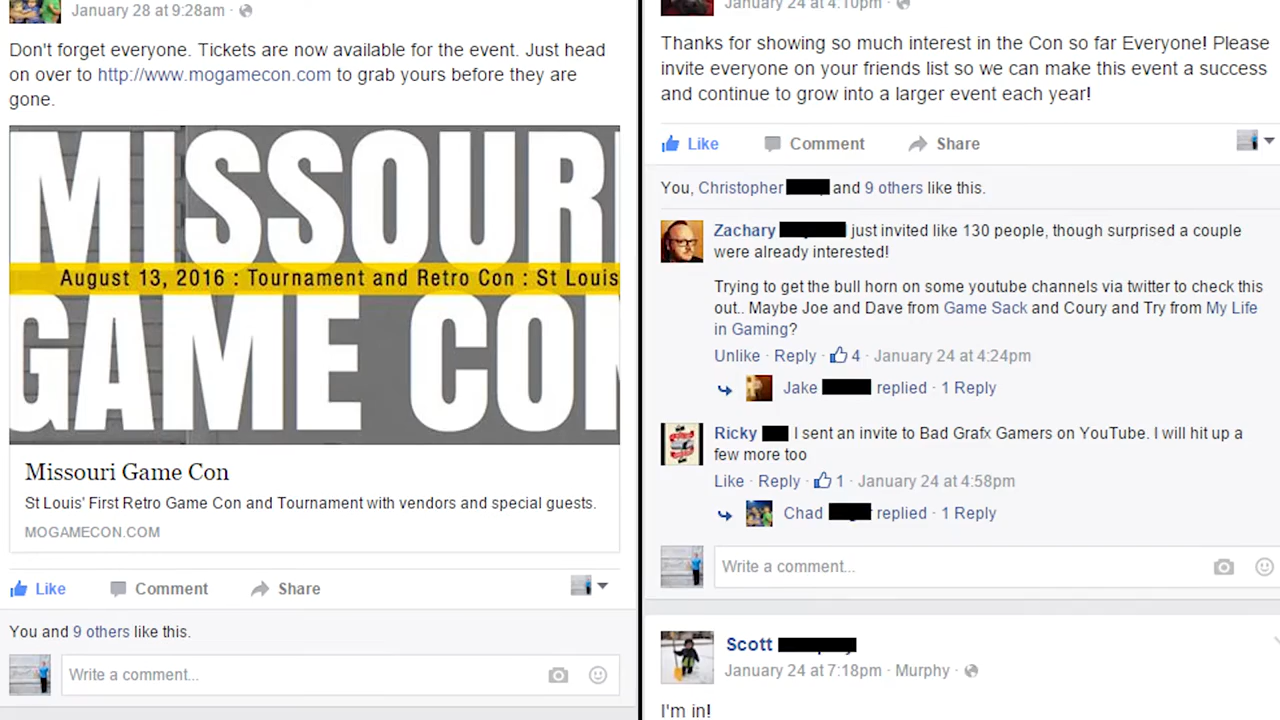 January 28 at 9:28am ·
Don't forget everyone. Tickets are now available for the event. Just head
on over to http://www.mogamecon.com to grab yours before they are
gone.
MISSOURI
August 13, 2016 : Tournament and Retro Con : St Louis
GAME CON
Missouri Game Con
St Louis' First Retro Game Con and Tournament with vendors and special guests.
MOGAMECON.COM
Like Comment Share
You and 9 others like this.
Write a comment...
January 24 at 4:10pm ·
Thanks for showing so much interest in the Con so far Everyone! Please
invite everyone on your friends list so we can make this event a success
and continue to grow into a larger event each year!
Like Comment Share
You, Christopher and 9 others like this.
Zachary just invited like 130 people, though surprised a couple
were already interested!
Trying to get the bull horn on some youtube channels via twitter to check this
out.. Maybe Joe and Dave from Game Sack and Coury and Try from My Life
in Gaming?
Unlike · Reply · 4 · January 24 at 4:24pm
Jake replied · 1 Reply
Ricky I sent an invite to Bad Grafx Gamers on YouTube. I will hit up a
few more too
Like · Reply · 1 · January 24 at 4:58pm
Chad replied · 1 Reply
Write a comment...
Scott
January 24 at 7:18pm · Murphy ·
I'm in!